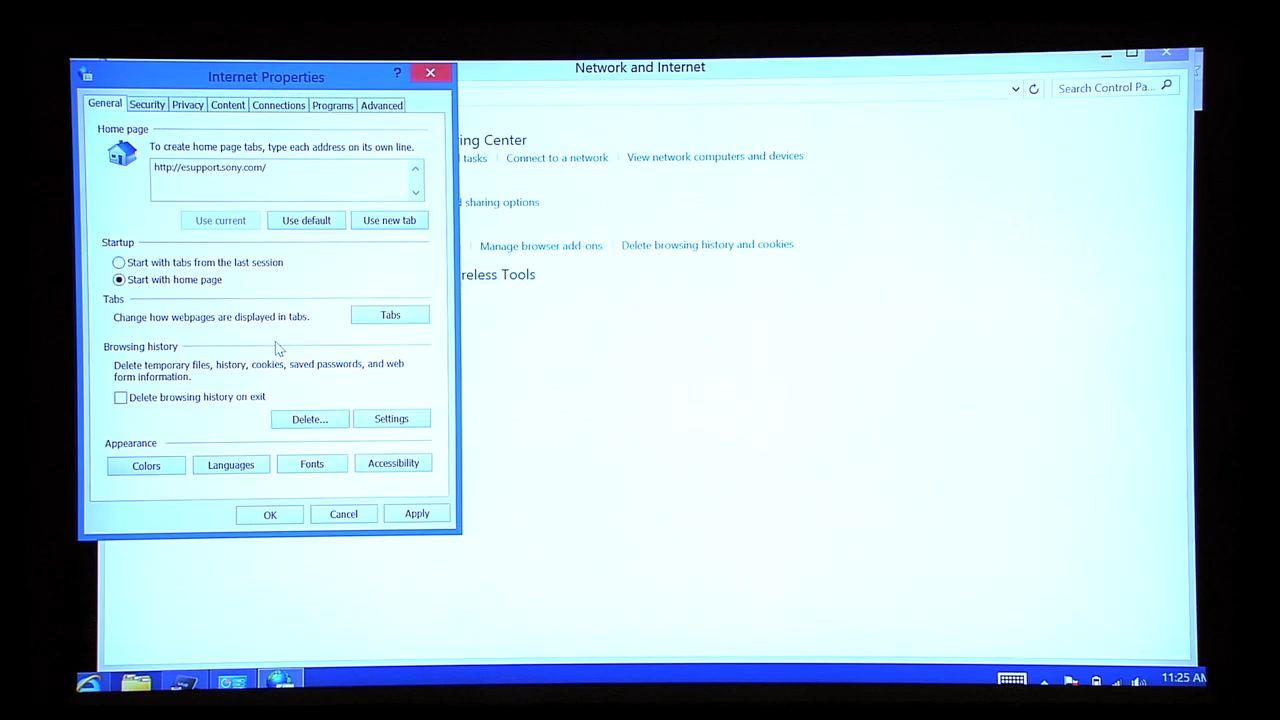 Network and Internet
Internet Properties
?
Search Control Pa...
General Security Privacy Content Connections Programs Advanced
Home page
To create home page tabs, type each address on its own line.
http://esupport.sony.com/
Use current Use default Use new tab
Startup
Start with tabs from the last session
Start with home page
Tabs
Change how webpages are displayed in tabs.
Tabs
Browsing history
Delete temporary files, history, cookies, saved passwords, and web
form information.
Delete browsing history on exit
Delete... Settings
Appearance
Colors Languages Fonts Accessibility
OK Cancel Apply
ing Center
tasks Connect to a network View network computers and devices
sharing options
Manage browser add-ons Delete browsing history and cookies
reless Tools
11:25 AM